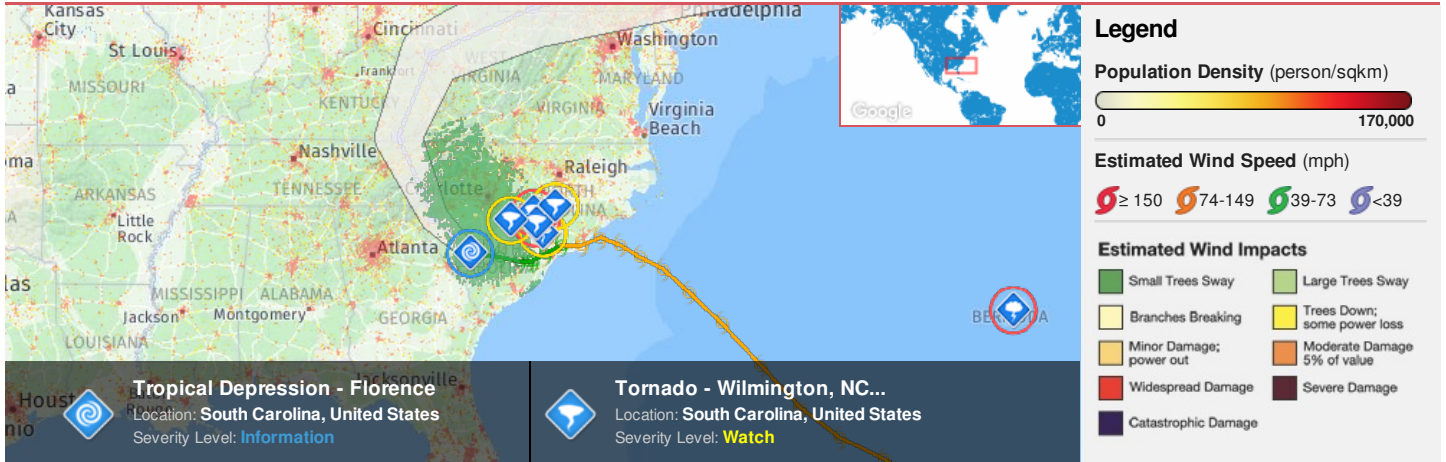 Kansas
City
St Louis
MISSOURI
Cincinnati
Frankfort
KENTUCKY
WEST
VIRGINIA
Philadelphia
Washington
MARYLAND
VIRGINIA
Virginia
Beach
Nashville
TENNESSEE
ARKANSAS
Little
Rock
Charlotte
Raleigh
NORTH
Atlanta
MISSISSIPPI
ALABAMA
Jackson
Montgomery
GEORGIA
LOUISIANA
Jacksonville
Google
Tropical Depression - Florence
Location: South Carolina, United States
Severity Level: Information
Tornado - Wilmington, NC...
Location: South Carolina, United States
Severity Level: Watch
Legend
Population Density (person/sqkm)
0 170,000
Estimated Wind Speed (mph)
≥ 150 74-149 39-73 <39
Estimated Wind Impacts
Small Trees Sway
Large Trees Sway
Branches Breaking
Trees Down;
some power loss
Minor Damage;
power out
Moderate Damage
5% of value
Widespread Damage
Severe Damage
Catastrophic Damage